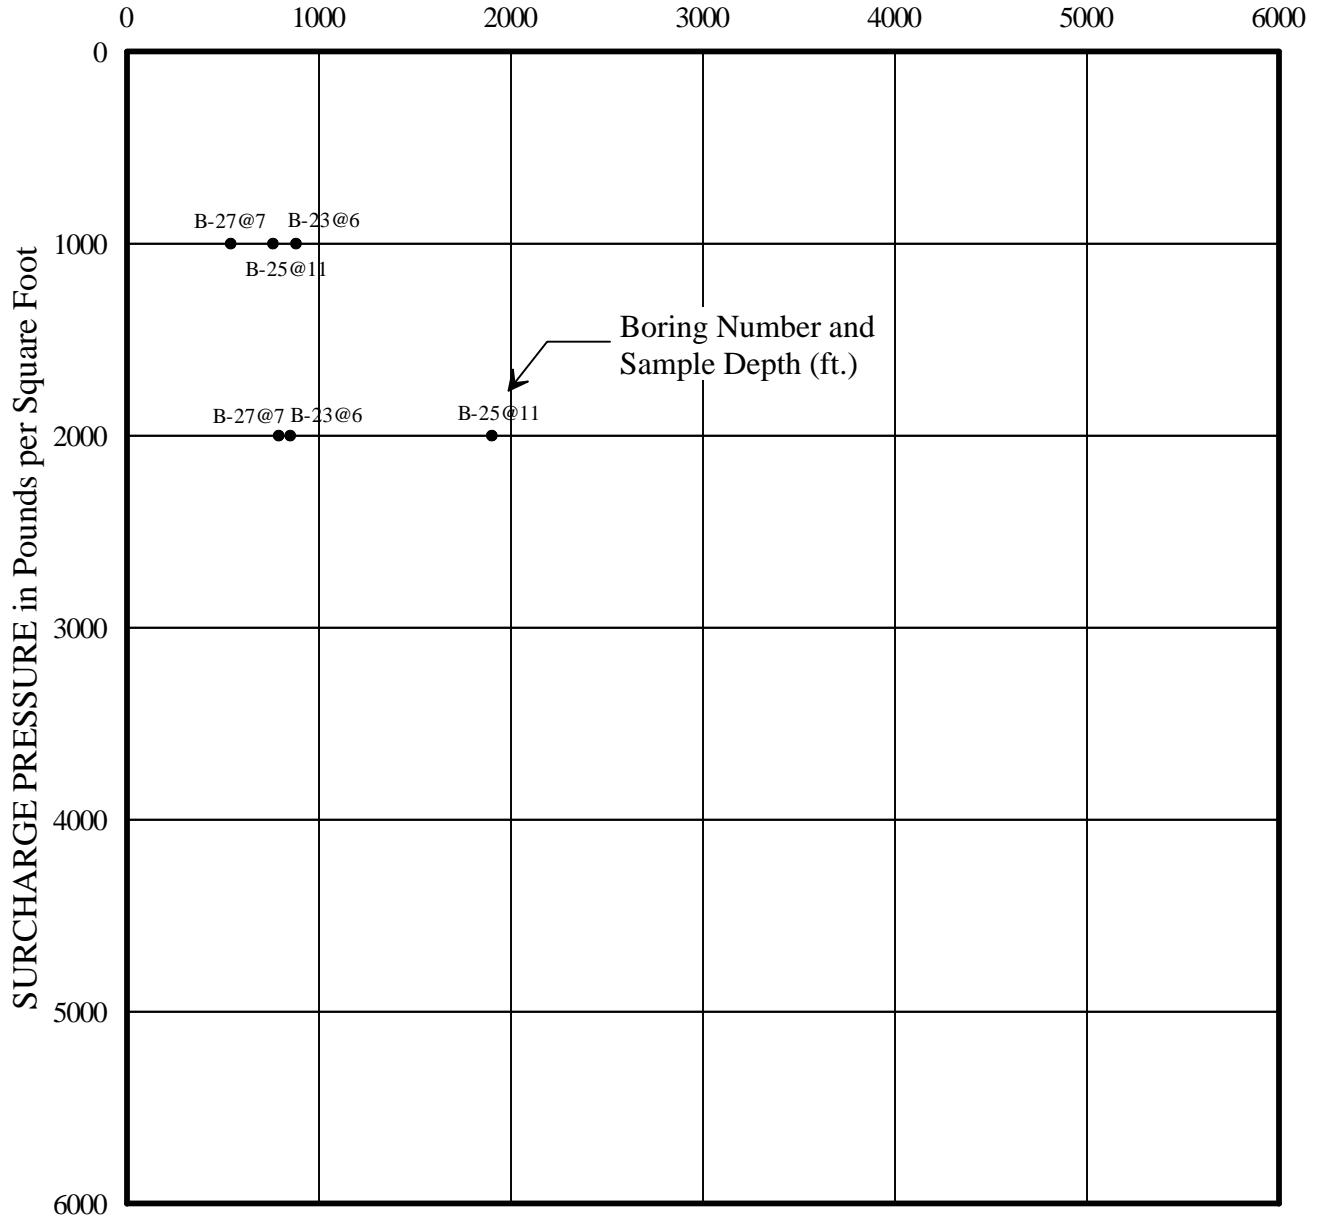 0 1000 2000 3000 4000 5000 6000
0
B-27@7 B-23@6
1000
B-25@11
SURCHARGE PRESSURE in Pounds per Square Foot
Boring Number and
Sample Depth (ft.)
B-27@7 B-23@6 B-25@11
2000
3000
4000
5000
6000